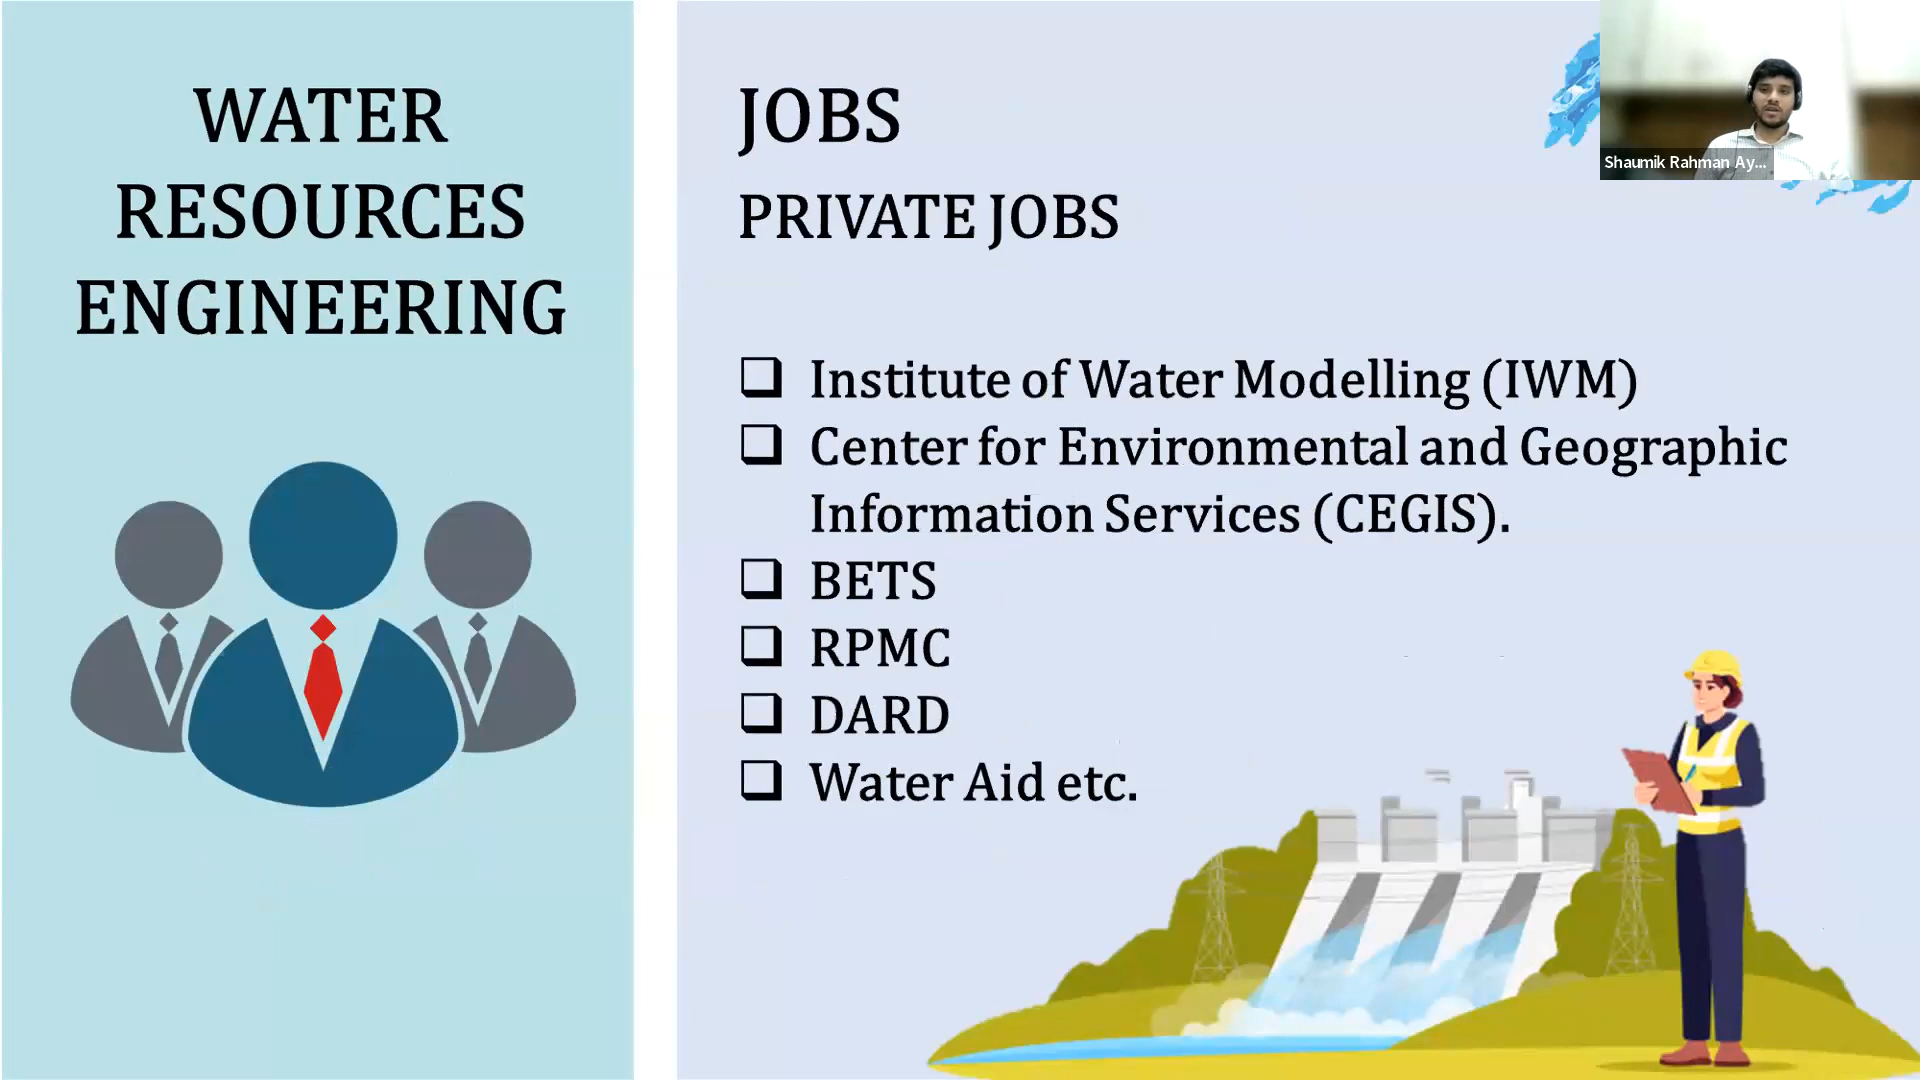 WATER
RESOURCES
ENGINEERING
JOBS
PRIVATE JOBS
Institute of Water Modelling (IWM)
Center for Environmental and Geographic
Information Services (CEGIS).
BETS
RPMC
DARD
Water Aid etc.
Shaumik Rahman Ay...